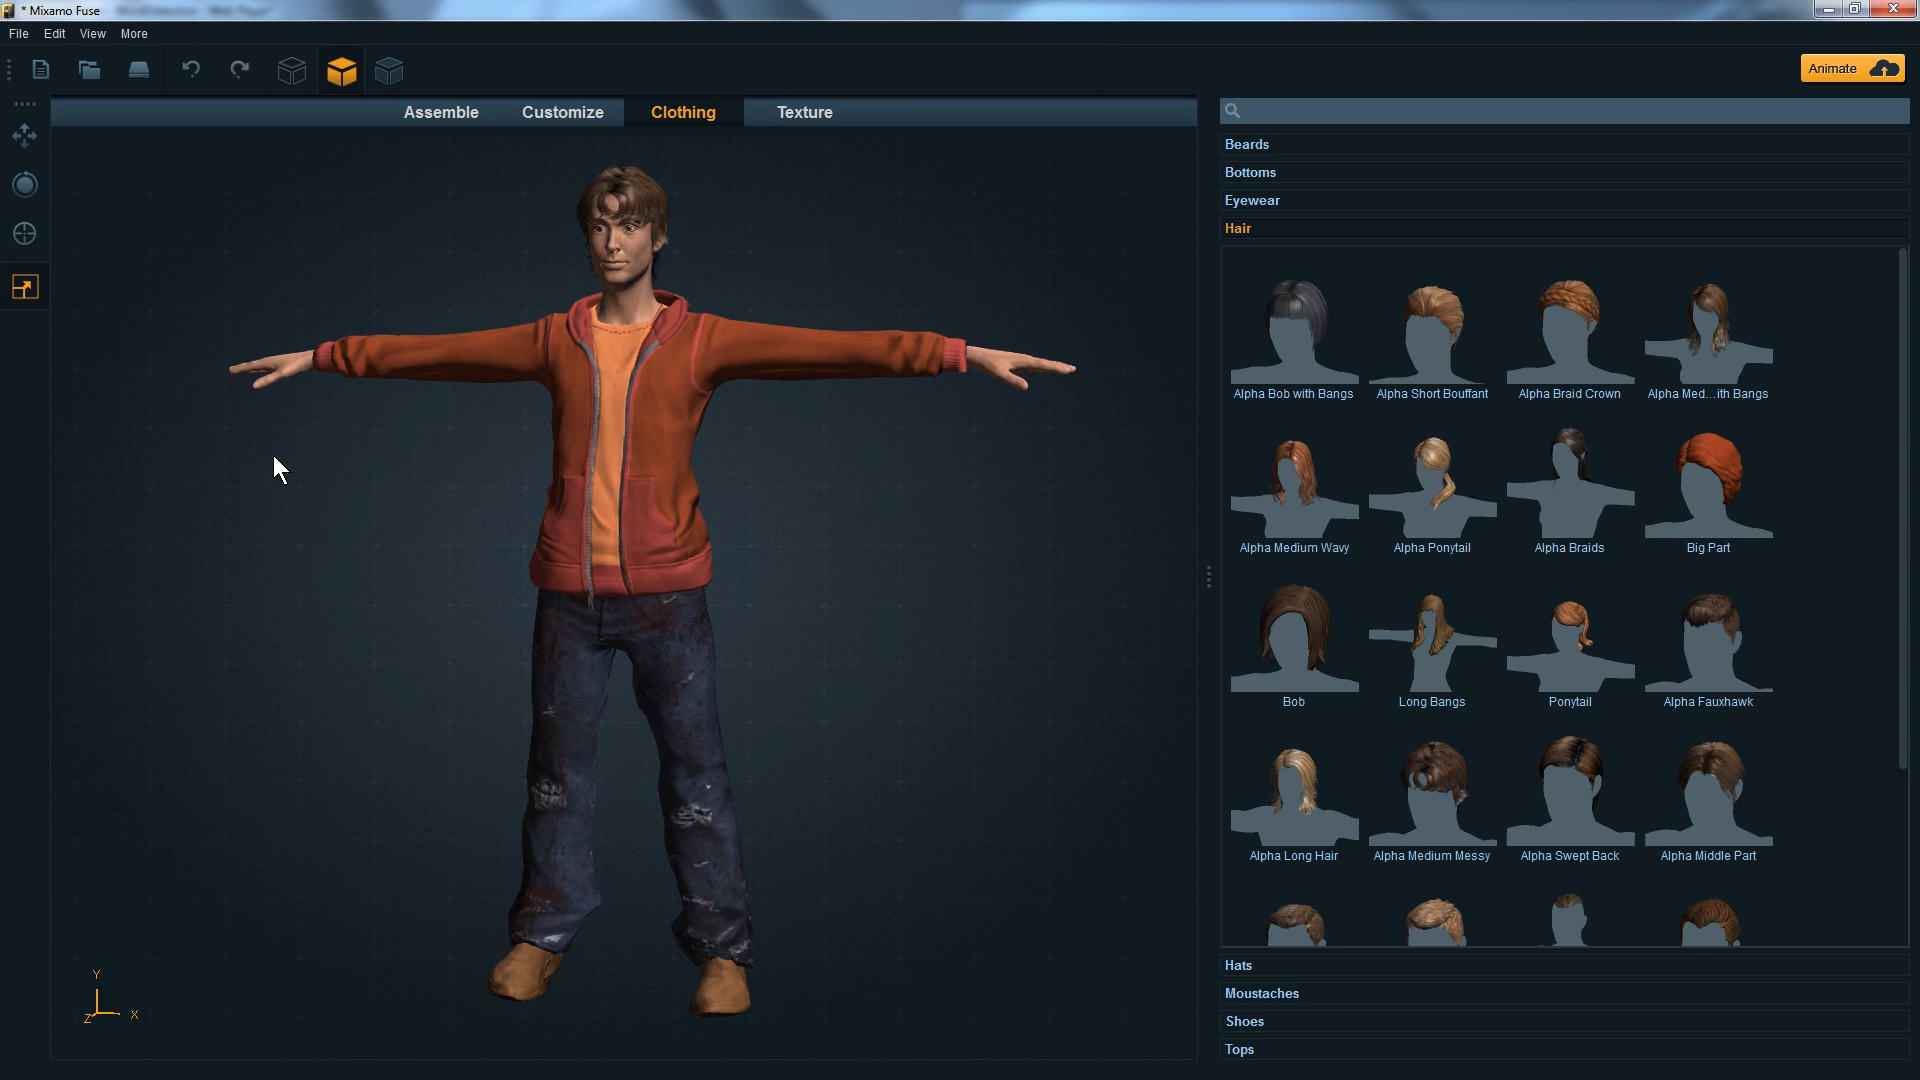 * Mixamo Fuse
File Edit View More
Animate
Assemble Customize Clothing Texture
Beards
Bottoms
Eyewear
Hair
Alpha Bob with Bangs Alpha Short Bouffant Alpha Braid Crown Alpha Med...ith Bangs
Alpha Medium Wavy Alpha Ponytail Alpha Braids Big Part
Bob Long Bangs Ponytail Alpha Fauxhawk
Alpha Long Hair Alpha Medium Messy Alpha Swept Back Alpha Middle Part
Hats
Moustaches
Shoes
Tops
Y
Z X